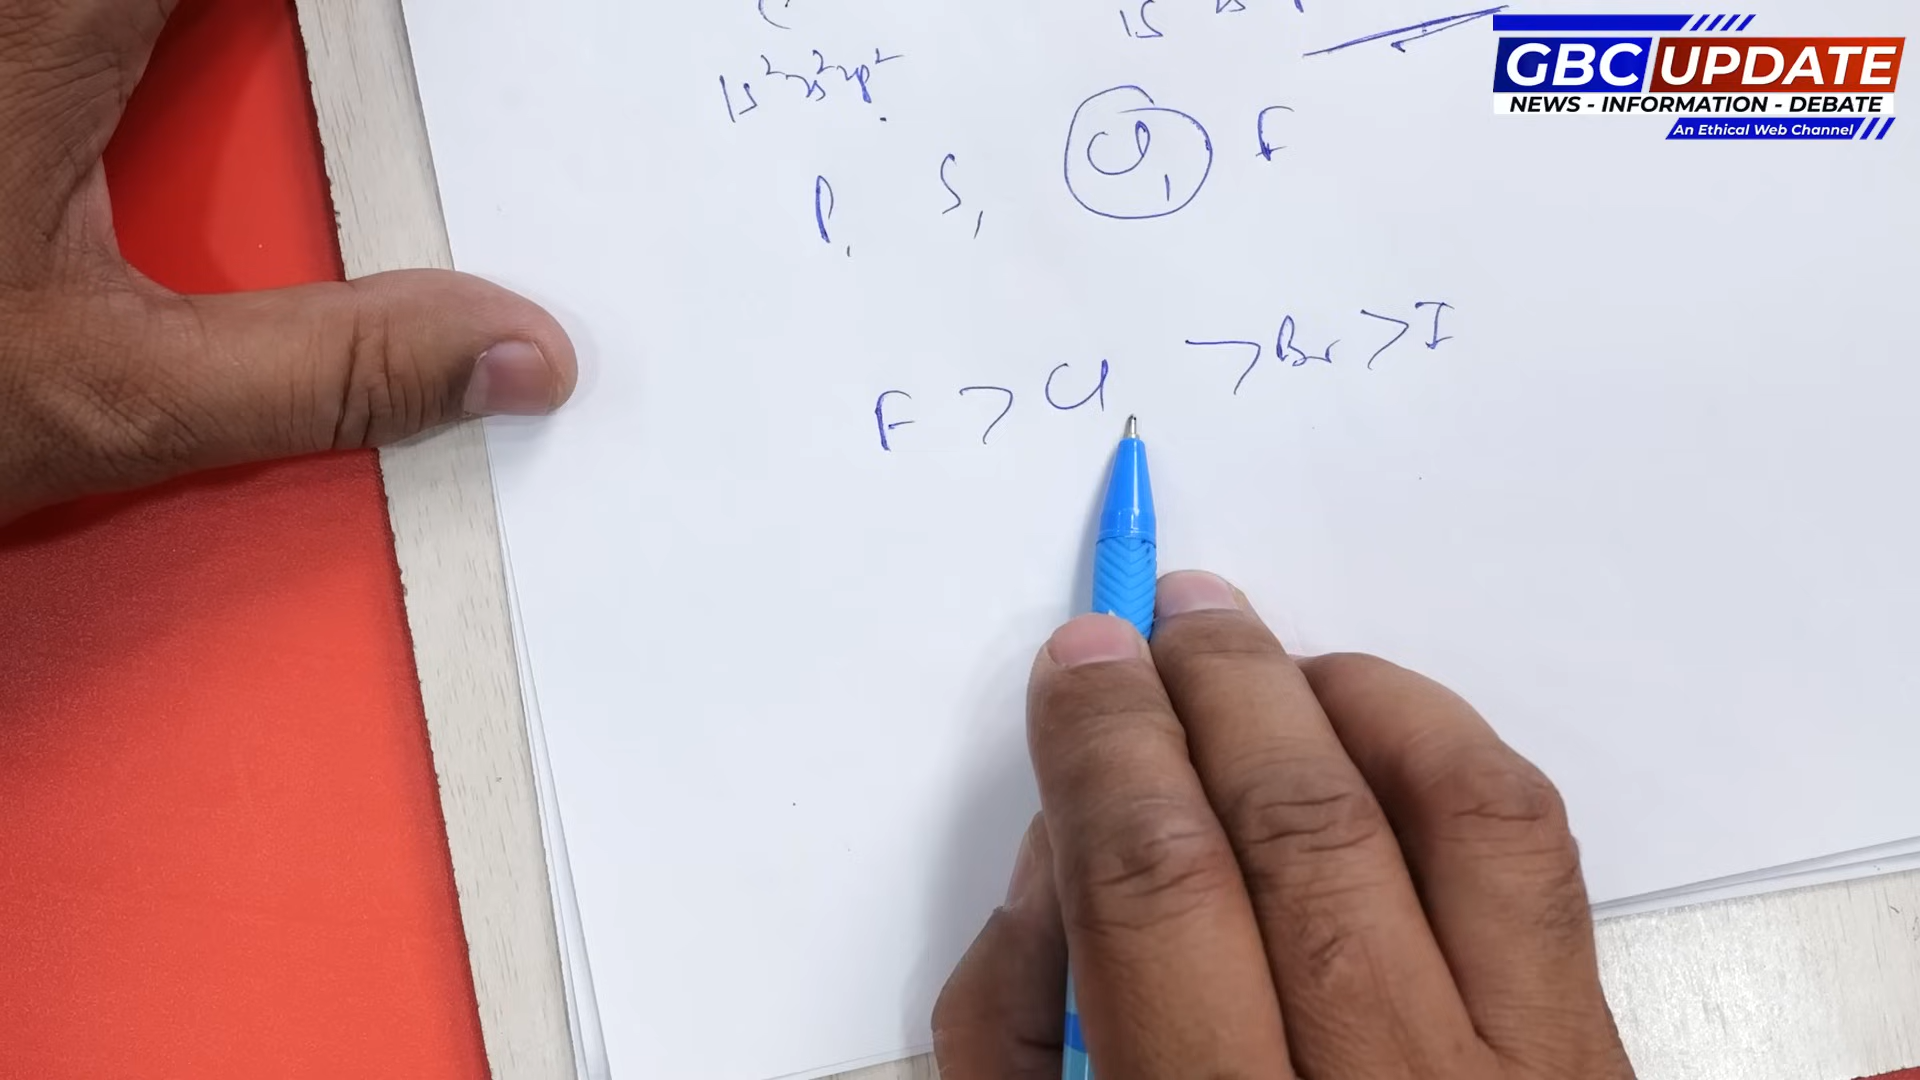 1s²2s²2p²
P, S, Cl, F
F > Cl > Br > I
GBC UPDATE
NEWS - INFORMATION - DEBATE
An Ethical Web Channel